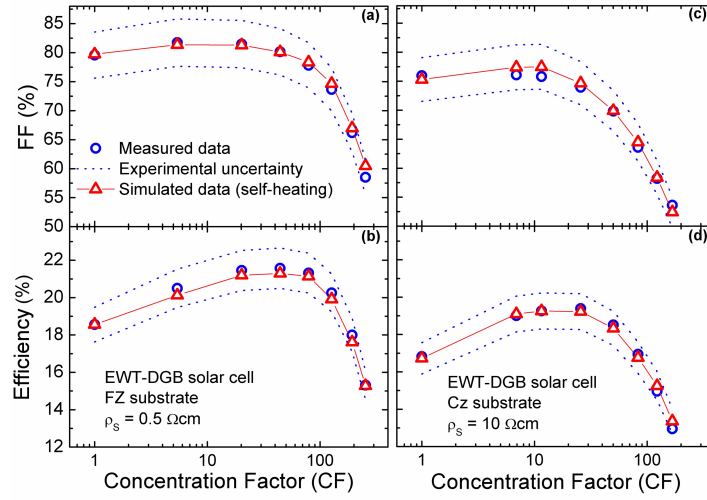 (a)
85
80
75
70
65
60
55
50
FF (%)
Measured data
Experimental uncertainty
Simulated data (self-heating)
(c)
(b)
22
20
18
16
14
12
Efficiency (%)
EWT-DGB solar cell
FZ substrate
ρS = 0.5 Ωcm
1 10 100
Concentration Factor (CF)
(d)
EWT-DGB solar cell
Cz substrate
ρS = 10 Ωcm
1 10 100
Concentration Factor (CF)